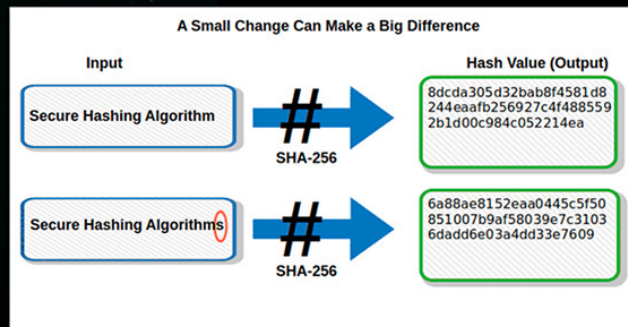 A Small Change Can Make a Big Difference
Input
Hash Value (Output)
Secure Hashing Algorithm
#
SHA-256
8dcda305d32bab8f4581d8
244eaafb256927c4f488559
2b1d00c984c052214ea
Secure Hashing Algorithms
#
SHA-256
6a88ae8152eaa0445c5f50
851007b9af58039e7c3103
6dadd6e03a4dd33e7609